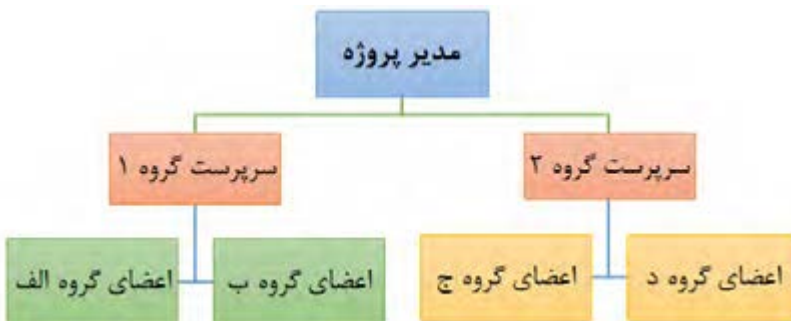 مدیر پروژه
سرپرست گروه ۲
سرپرست گروه ۱
اعضای گروه د
اعضای گروه ج
اعضای گروه ب
اعضای گروه الف